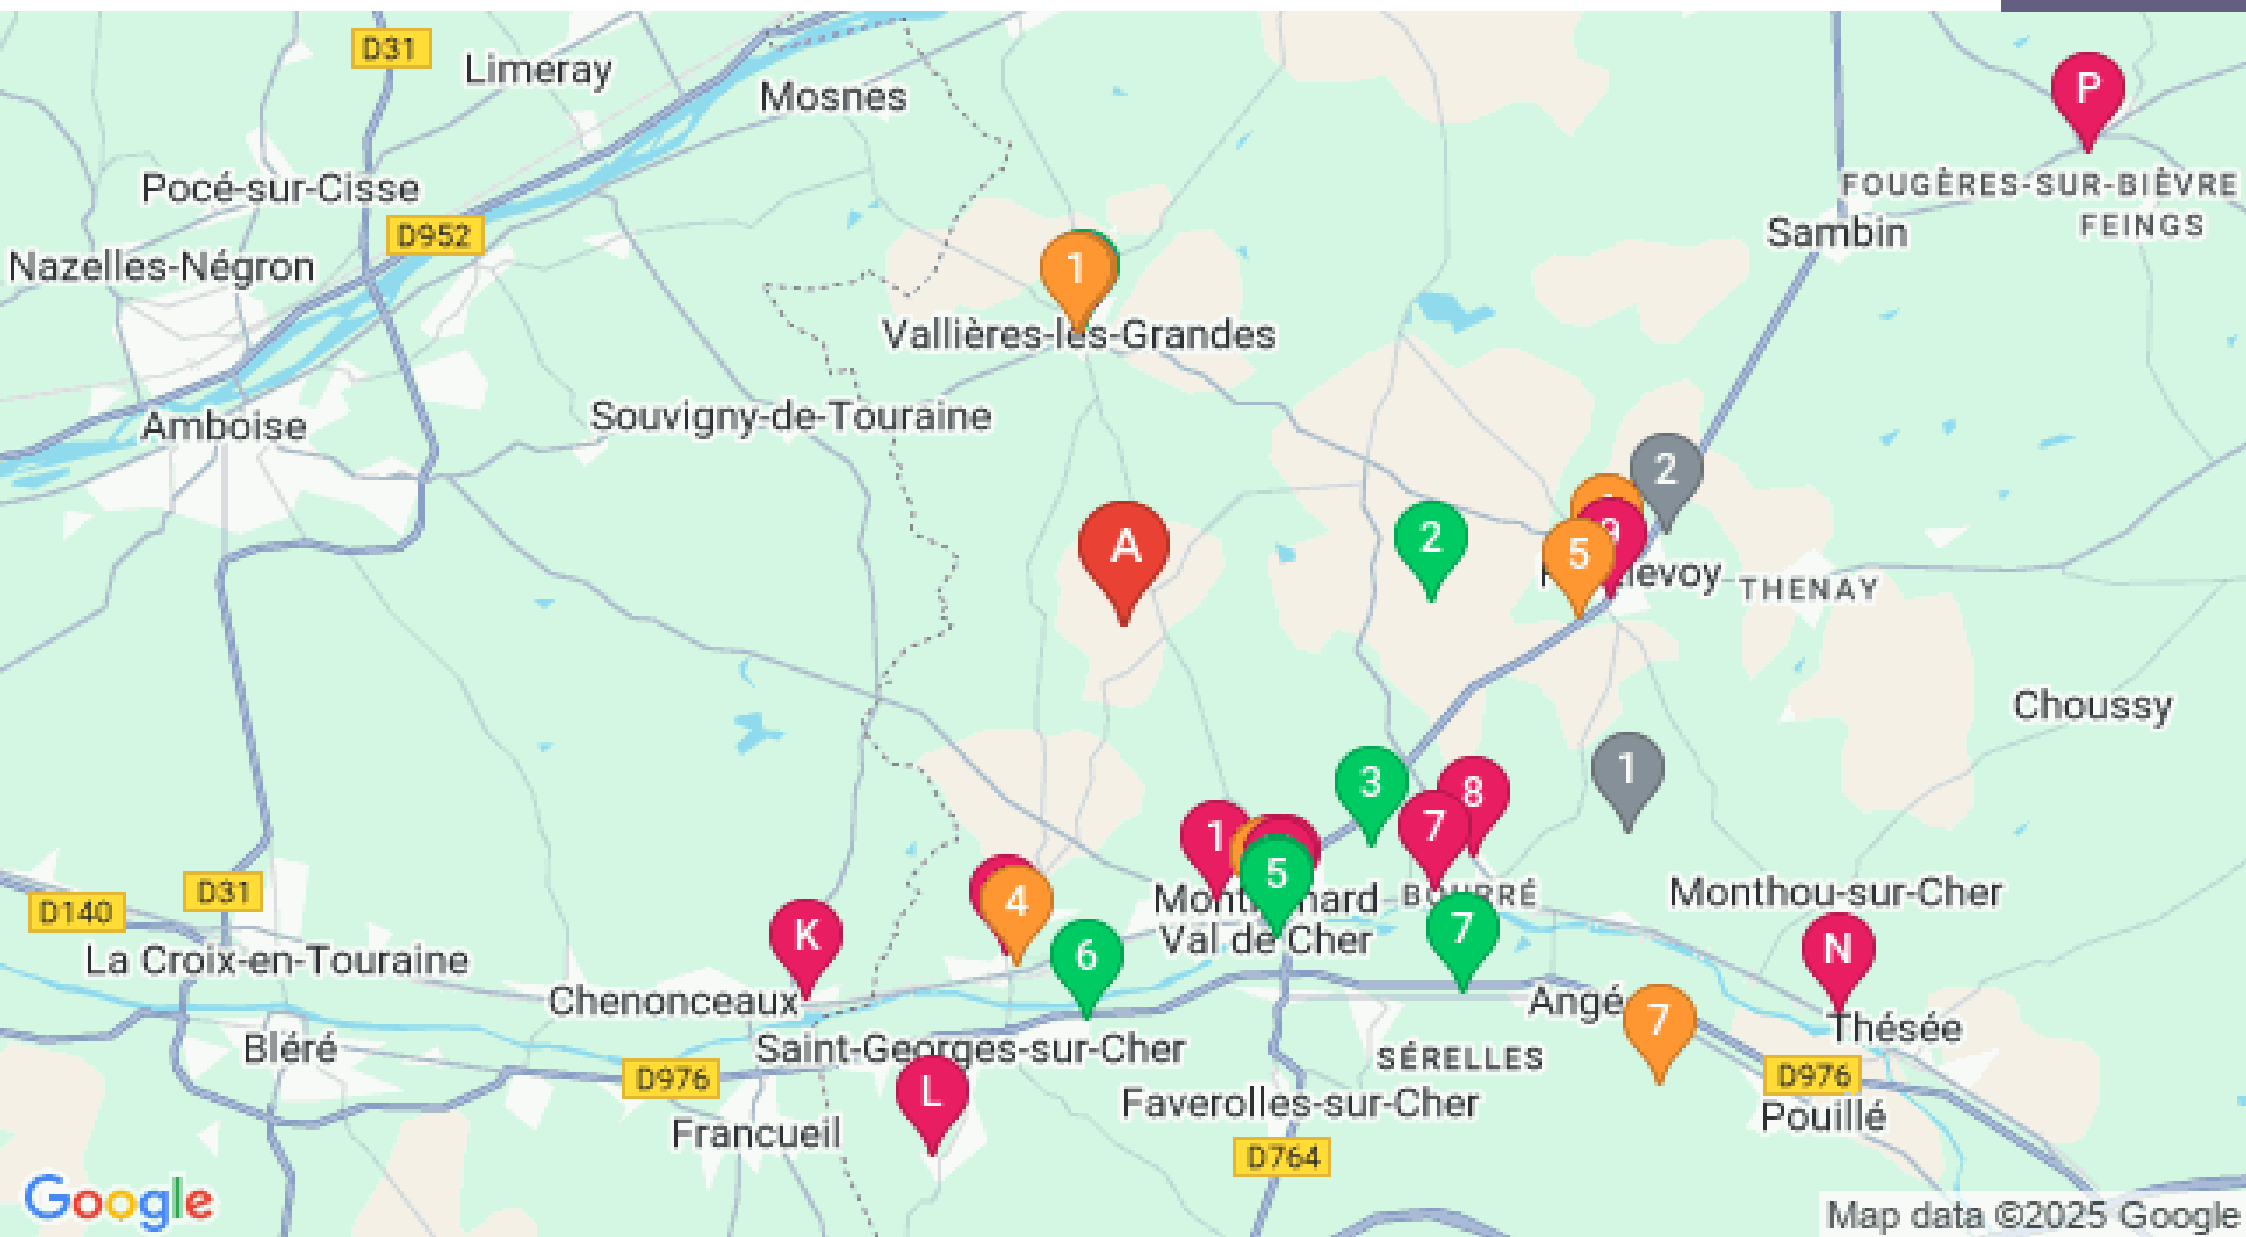 D31
Limeray
Mosnes
P
Pocé-sur-Cisse
FOUGÈRES-SUR-BIÈVRE
FEINGS
D952
Sambin
Nazelles-Négron
1
Vallières-les-Grandes
Amboise
Souvigny-de-Touraine
2
A
2
9
5
THENAY
Choussy
3
1
8
7
1
5
4
D31
D140
K
BOURRÉ
Monthou-sur-Cher
7
N
Val de Cher
6
La Croix-en-Touraine
Chenonceaux
Angé
7
Thésée
Bléré
Saint-Georges-sur-Cher
SÉRELLES
D976
D976
L
Faverolles-sur-Cher
Pouillé
Francueil
D764
Google
Map data ©2025 Google